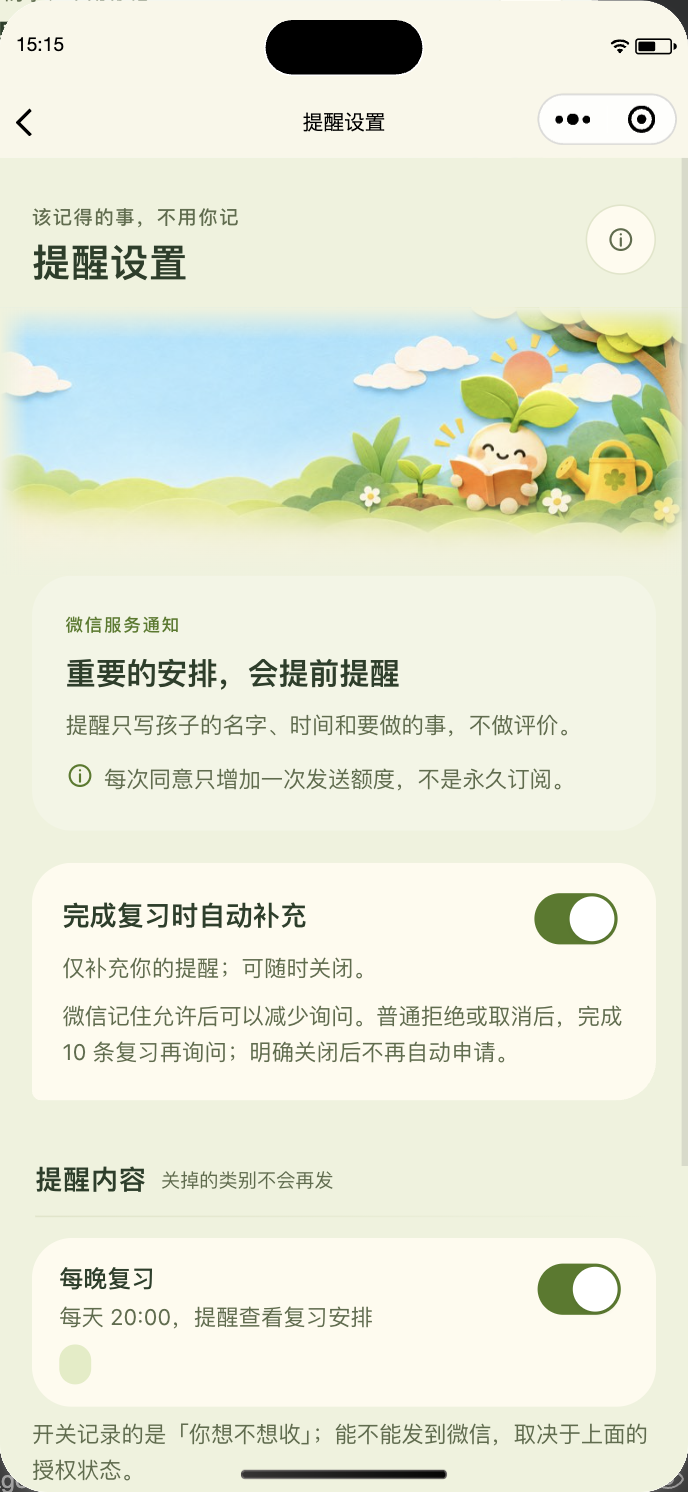 15:15
提醒设置
该记得的事，不用你记
提醒设置
微信服务通知
重要的安排，会提前提醒
提醒只写孩子的名字、时间和要做的事，不做评价。
每次同意只增加一次发送额度，不是永久订阅。
完成复习时自动补充
仅补充你的提醒；可随时关闭。
微信记住允许后可以减少询问。普通拒绝或取消后，完成
10 条复习再询问；明确关闭后不再自动申请。
提醒内容 关掉的类别不会再发
每晚复习
每天 20:00，提醒查看复习安排
开关记录的是「你想不想收」；能不能发到微信，取决于上面的
授权状态。